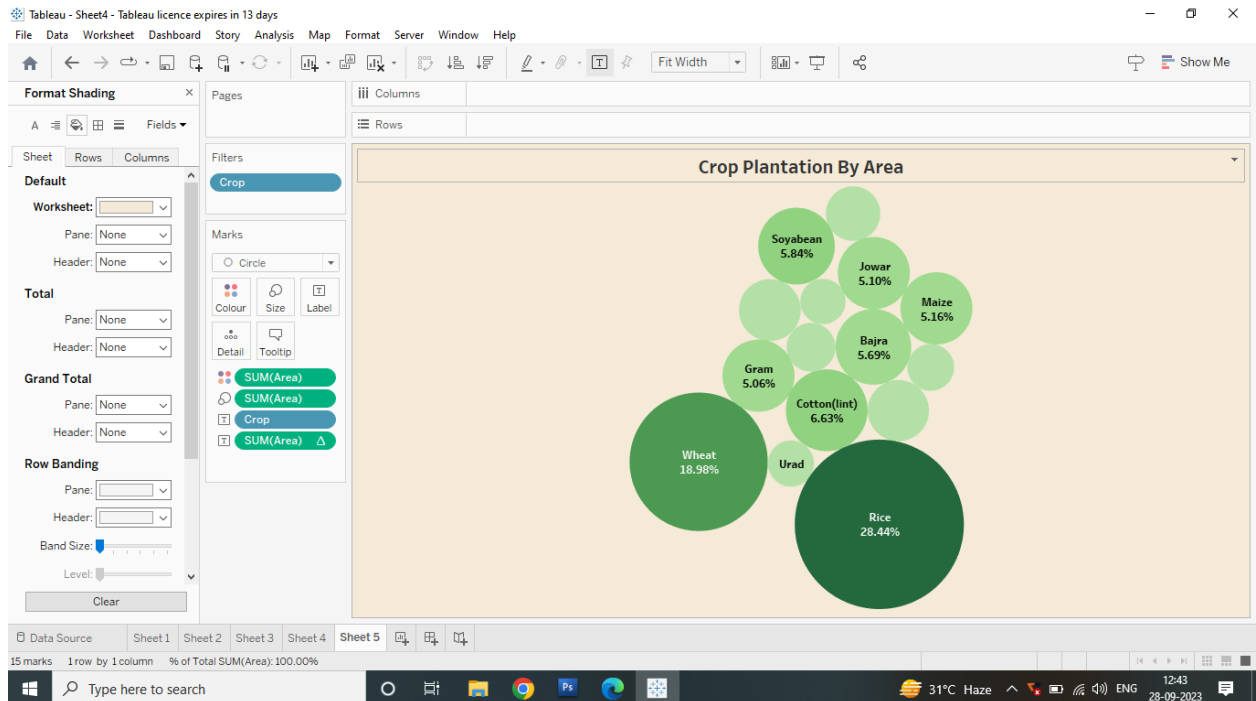 Tableau - Sheet4 - Tableau licence expires in 13 days
File Data Worksheet Dashboard Story Analysis Map Format Server Window Help
Fit Width
Show Me
Format Shading
Fields
Sheet Rows Columns
Default
Worksheet:
Pane: None
Header: None
Total
Pane: None
Header: None
Grand Total
Pane: None
Header: None
Row Banding
Pane:
Header:
Band Size:
Level:
Clear
Pages
Filters
Crop
Marks
Circle
Colour Size Label
Detail Tooltip
SUM(Area)
SUM(Area)
Crop
SUM(Area) Δ
Columns
Rows
Crop Plantation By Area
Soyabean
5.84%
Jowar
5.10%
Maize
5.16%
Bajra
5.69%
Gram
5.06%
Cotton(lint)
6.63%
Wheat
18.98%
Urad
Rice
28.44%
Data Source Sheet 1 Sheet 2 Sheet 3 Sheet 4 Sheet 5
15 marks 1 row by 1 column % of Total SUM(Area): 100.00%
Type here to search
Ps
31°C Haze
ENG
12:43
28-09-2023